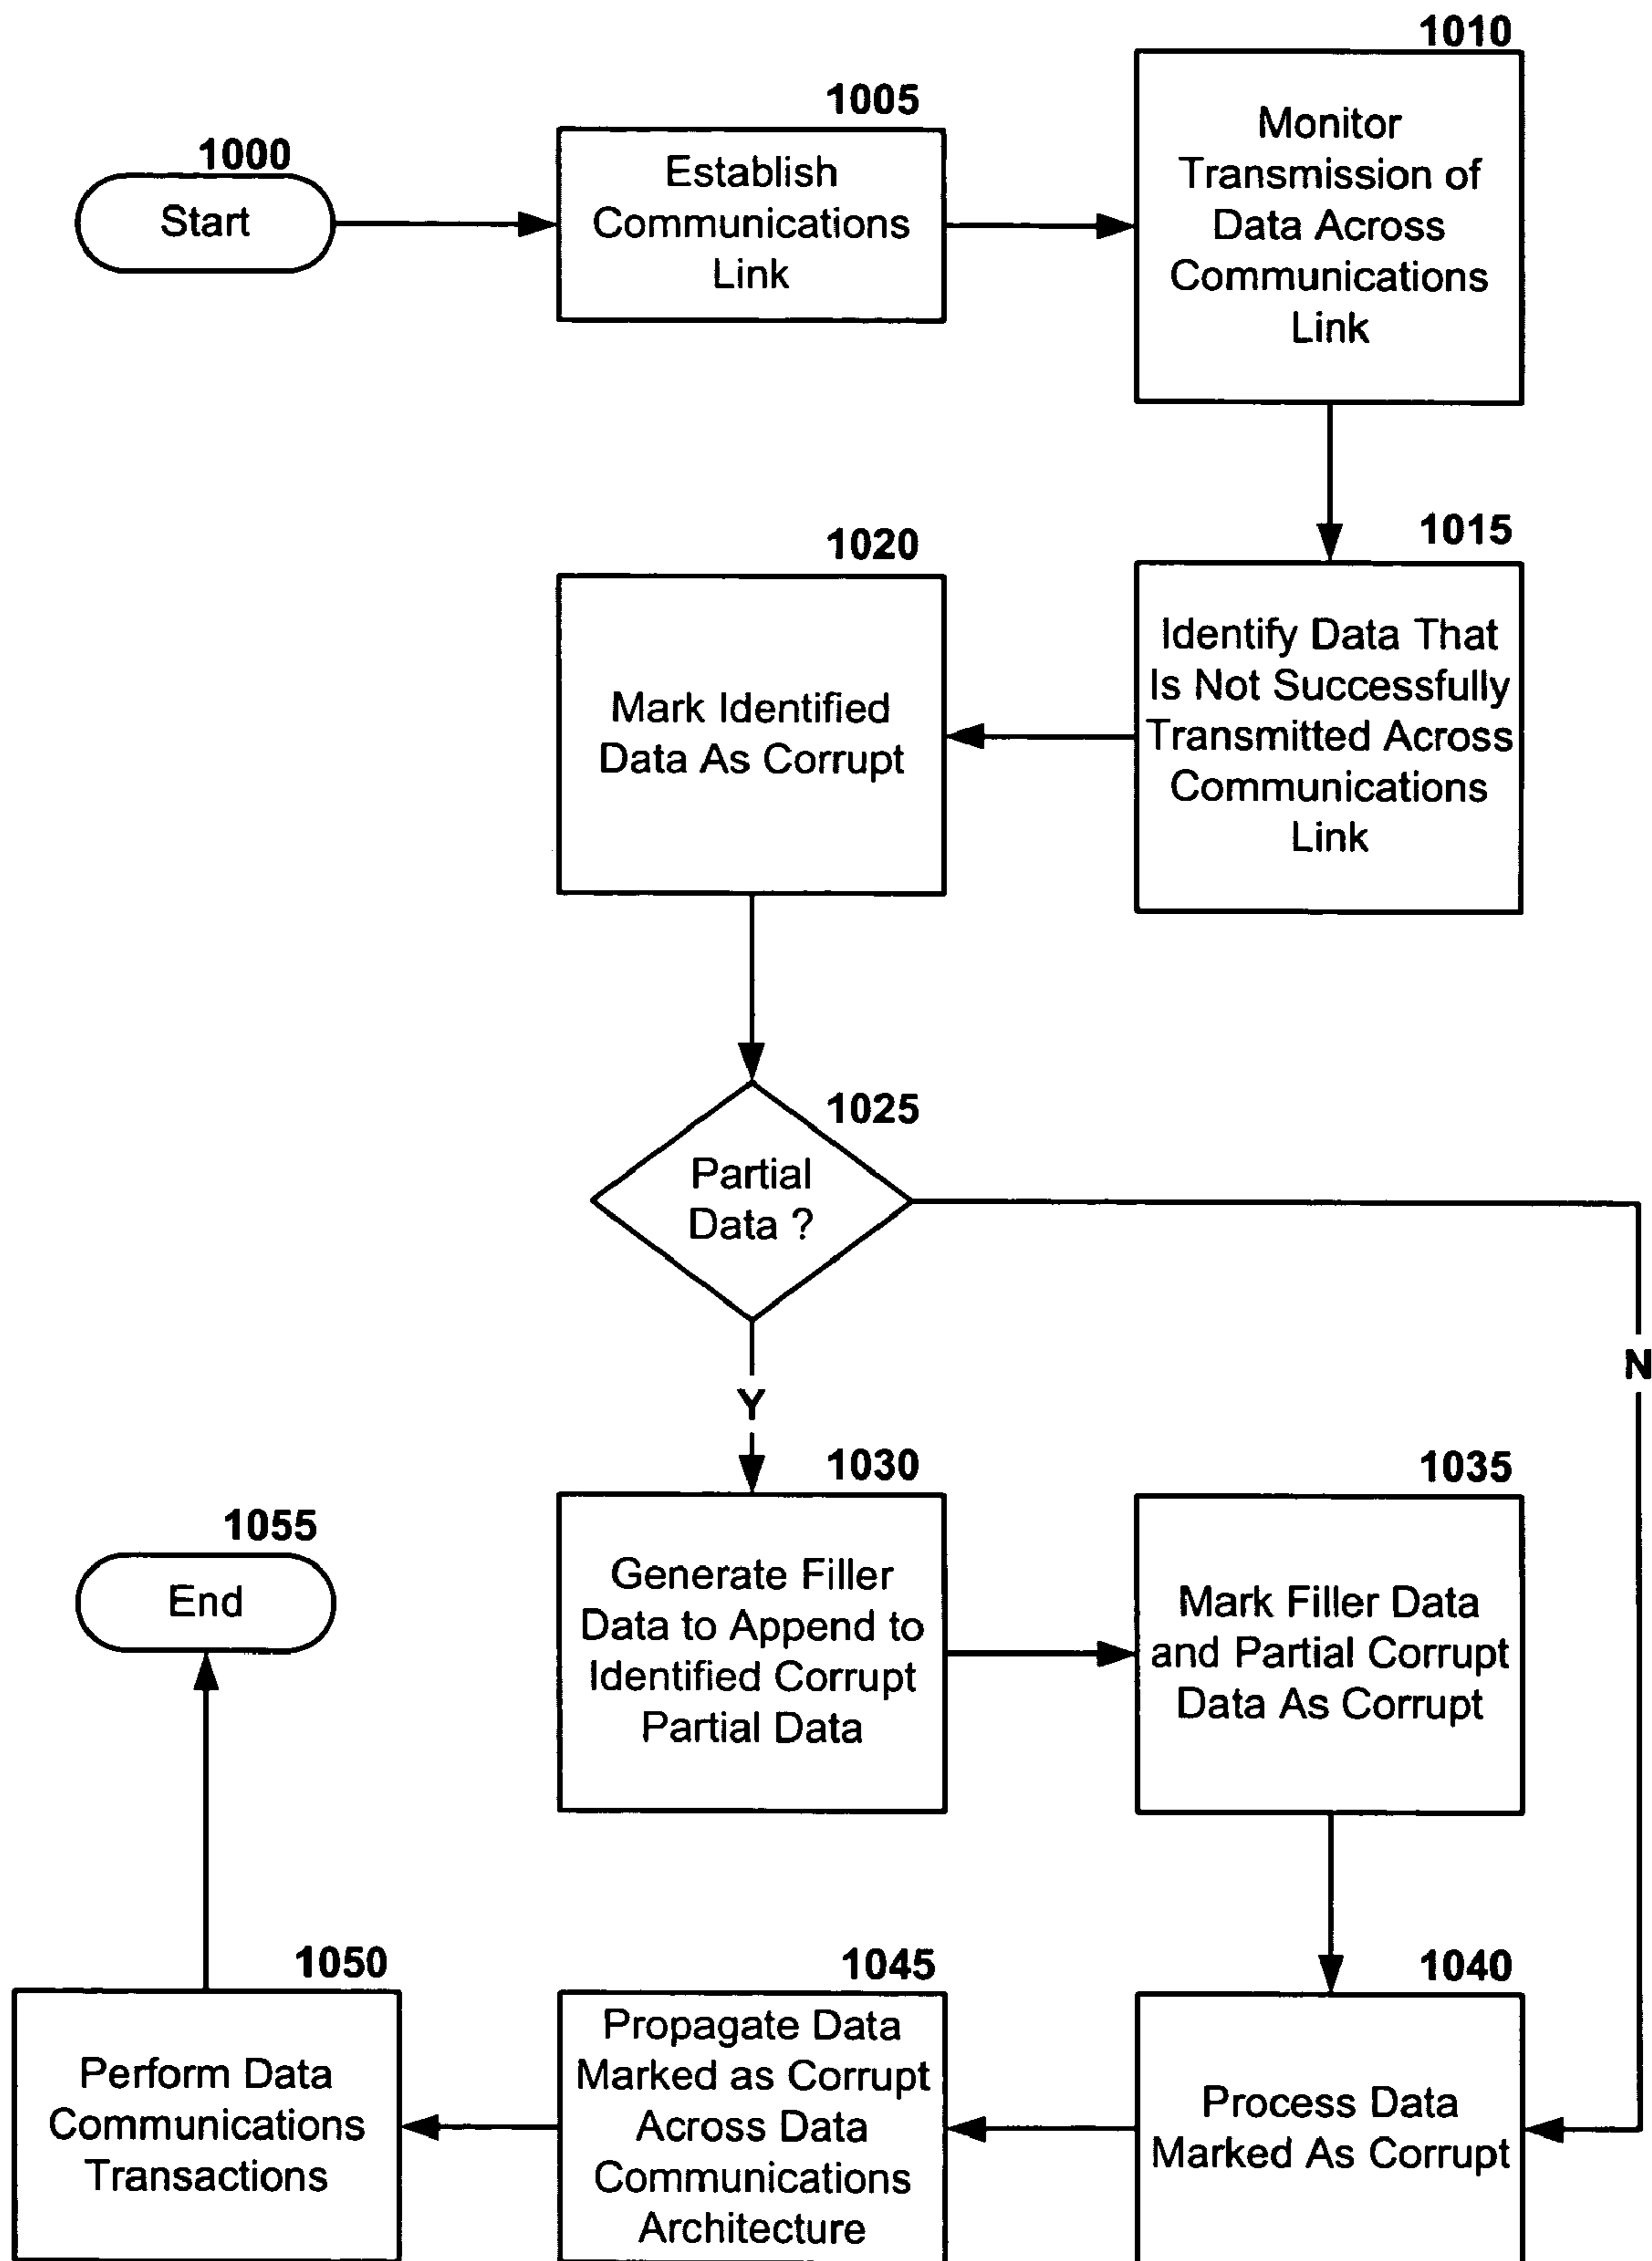 1000
Start
1005
Establish
Communications
Link
1010
Monitor
Transmission of
Data Across
Communications
Link
1015
Identify Data That
Is Not Successfully
Transmitted Across
Communications
Link
1020
Mark Identified
Data As Corrupt
1025
Partial
Data ?
Y
N
1030
Generate Filler
Data to Append to
Identified Corrupt
Partial Data
1035
Mark Filler Data
and Partial Corrupt
Data As Corrupt
1040
Process Data
Marked As Corrupt
1045
Propagate Data
Marked as Corrupt
Across Data
Communications
Architecture
1050
Perform Data
Communications
Transactions
1055
End